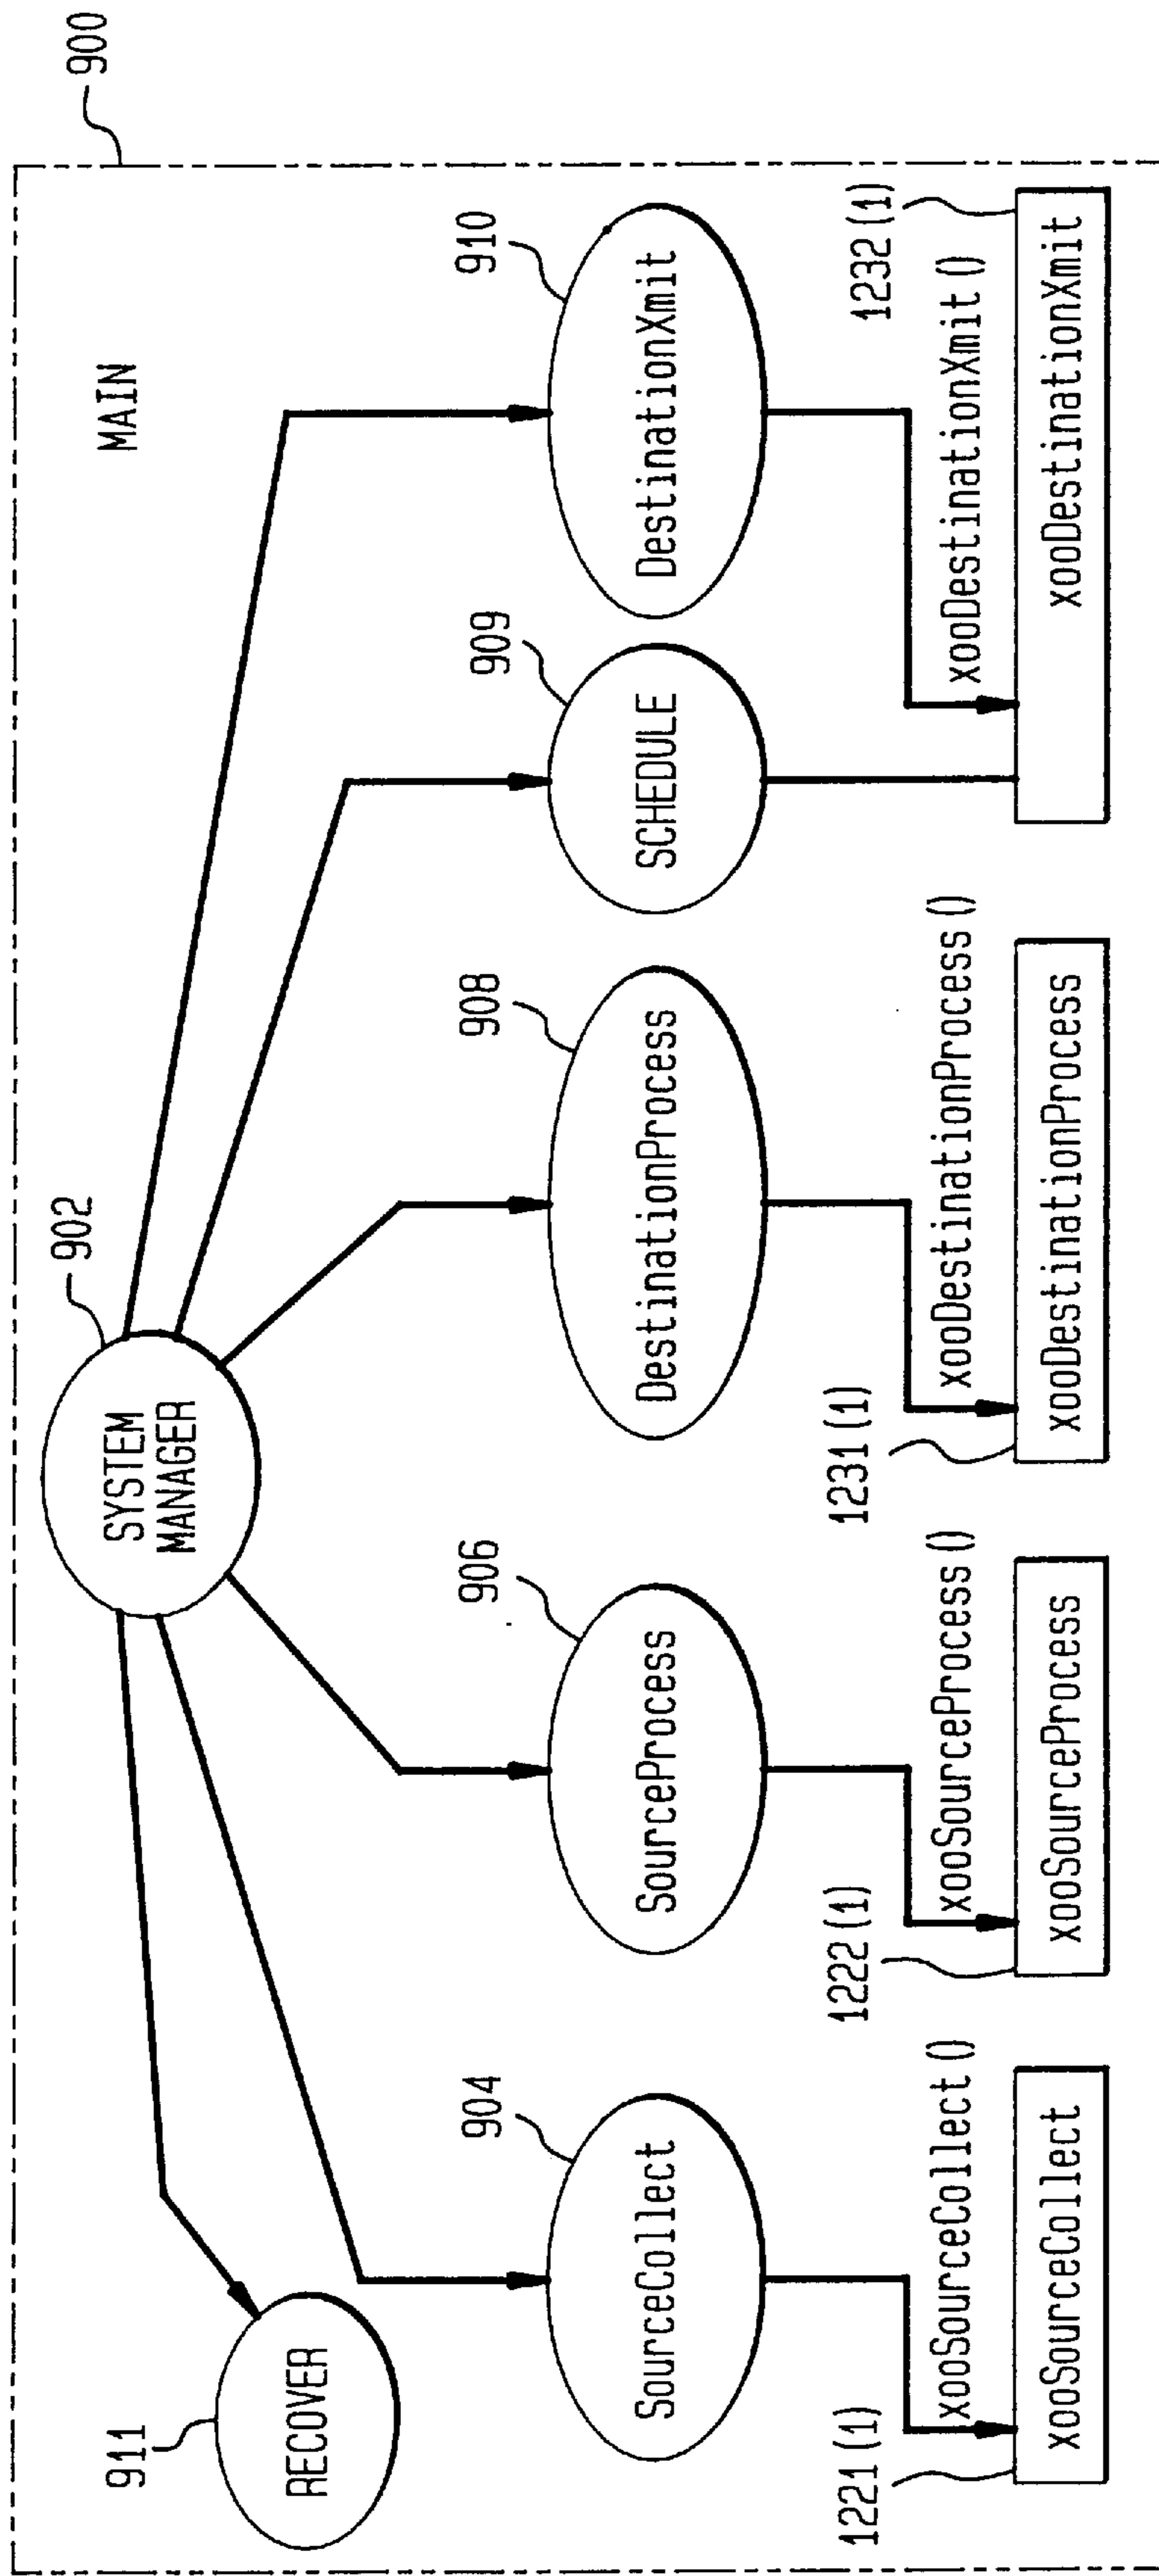 900
MAIN
902
SYSTEM
MANAGER
911
RECOVER
904
SourceCollect
906
SourceProcess
908
DestinationProcess
909
SCHEDULE
910
DestinationXmit
1221 (1)
xooSourceCollect ()
xooSourceCollect
1222 (1)
xooSourceProcess ()
xooSourceProcess
1231 (1)
xooDestinationProcess ()
xooDestinationProcess
1232 (1)
xooDestinationXmit ()
xooDestinationXmit